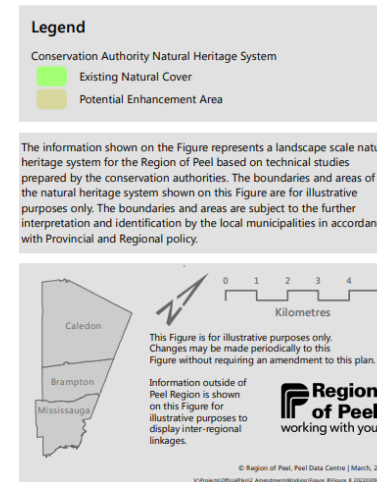 Legend
Conservation Authority Natural Heritage System
Existing Natural Cover
Potential Enhancement Area
The information shown on the Figure represents a landscape scale natu
heritage system for the Region of Peel based on technical studies
prepared by the conservation authorities. The boundaries and areas of
the natural heritage system shown on this Figure are for illustrative
purposes only. The boundaries and areas are subject to the further
interpretation and identification by the local municipalities in accordan
with Provincial and Regional policy.
0 1 2 3 4
Kilometres
Caledon
Brampton
Mississauga
This Figure is for illustrative purposes only.
Changes may be made periodically to this
Figure without requiring an amendment to this plan.
Information outside of
Peel Region is shown
on this Figure for
illustrative purposes to
display inter-regional
linkages.
Region
of Peel
working with you
© Region of Peel, Peel Data Centre | March, 2